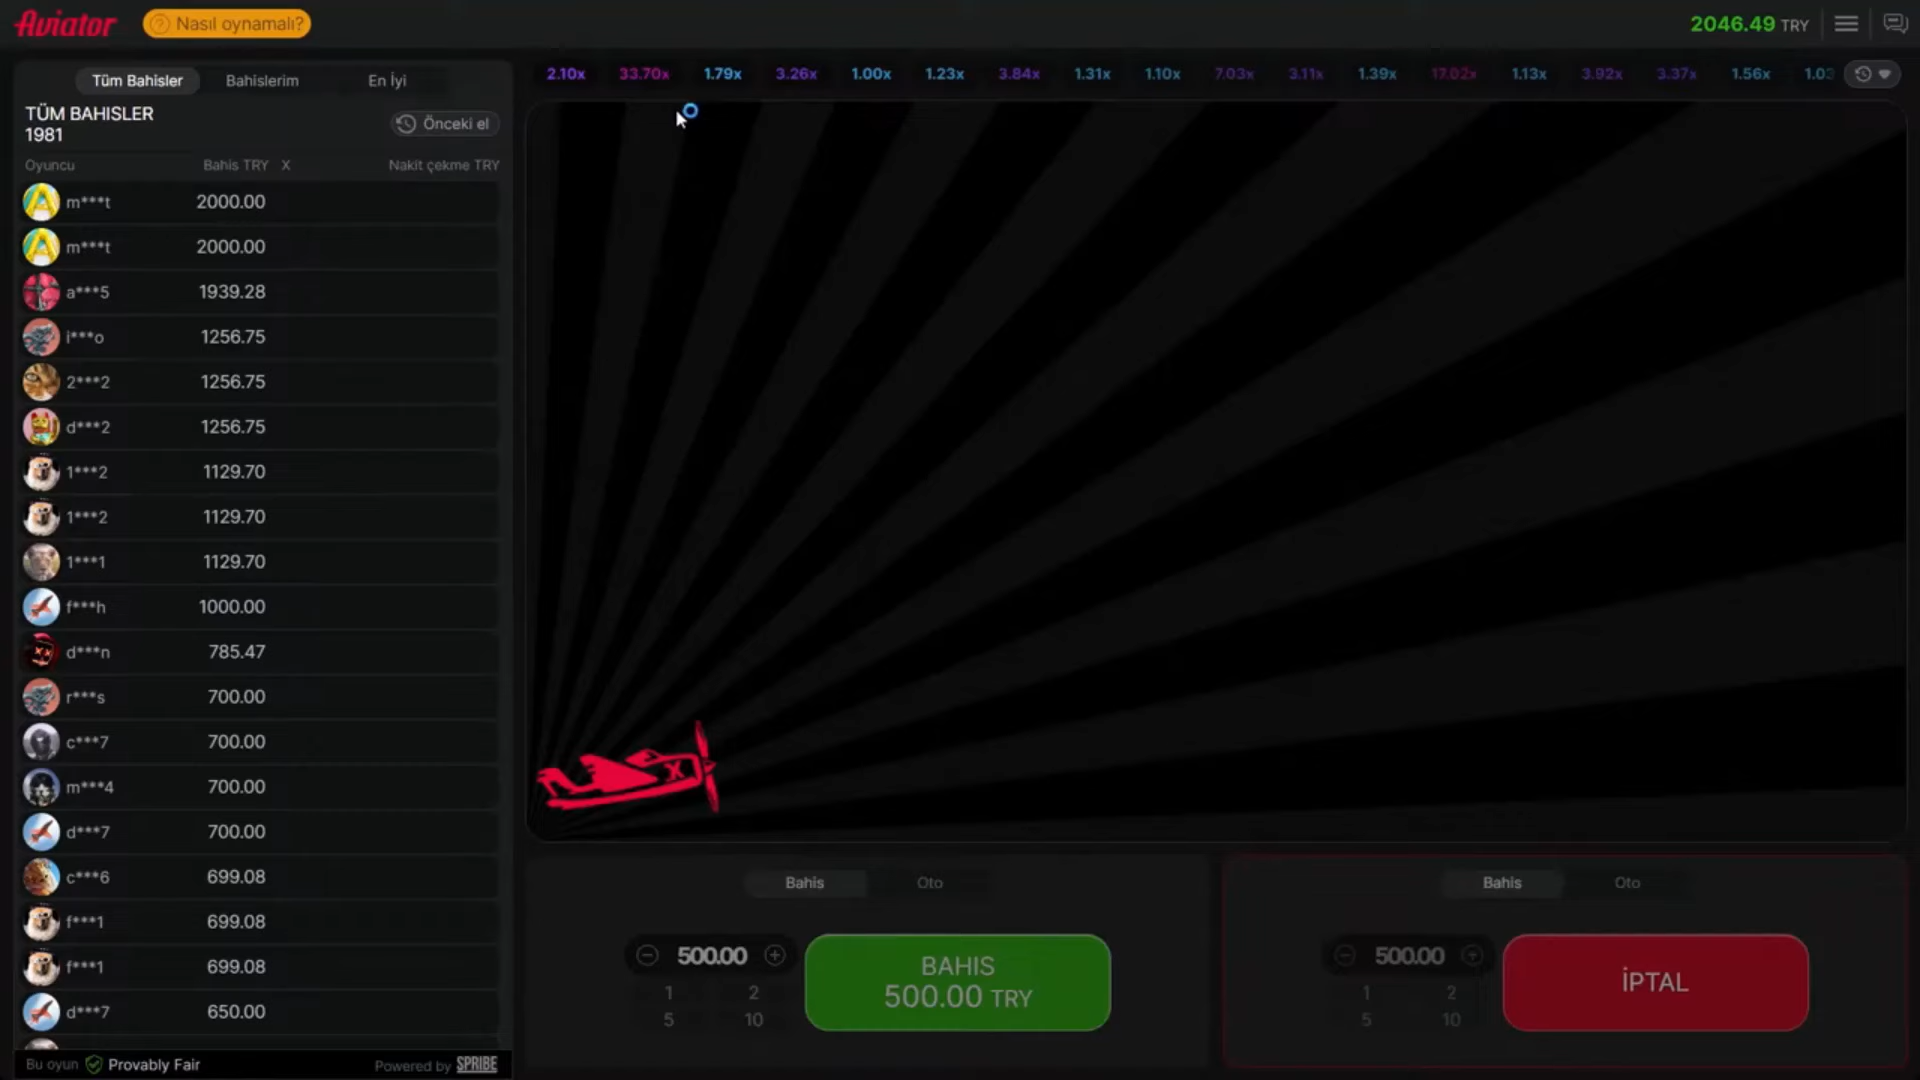 Aviator
Nasıl oynamalı?
2046.49 TRY
Tüm Bahisler Bahislerim En İyi
2.10x 33.70x 1.79x 3.26x 1.00x 1.23x 3.84x 1.31x 1.10x 7.03x 3.11x 1.39x 17.02x 1.13x 3.92x 3.37x 1.56x 1.03
TÜM BAHISLER
1981
Önceki el
Oyuncu Bahis TRY X Nakit çekme TRY
m***t 2000.00
m***t 2000.00
a***5 1939.28
i***o 1256.75
2***2 1256.75
d***2 1256.75
1***2 1129.70
1***2 1129.70
1***1 1129.70
f***h 1000.00
d***n 785.47
r***s 700.00
c***7 700.00
m***4 700.00
d***7 700.00
c***6 699.08
f***1 699.08
f***1 699.08
d***7 650.00
Bu oyun Provably Fair Powered by SPRIBE
Bahis Oto
500.00
1 2
5 10
BAHIS
500.00 TRY
Bahis Oto
500.00
1 2
5 10
İPTAL